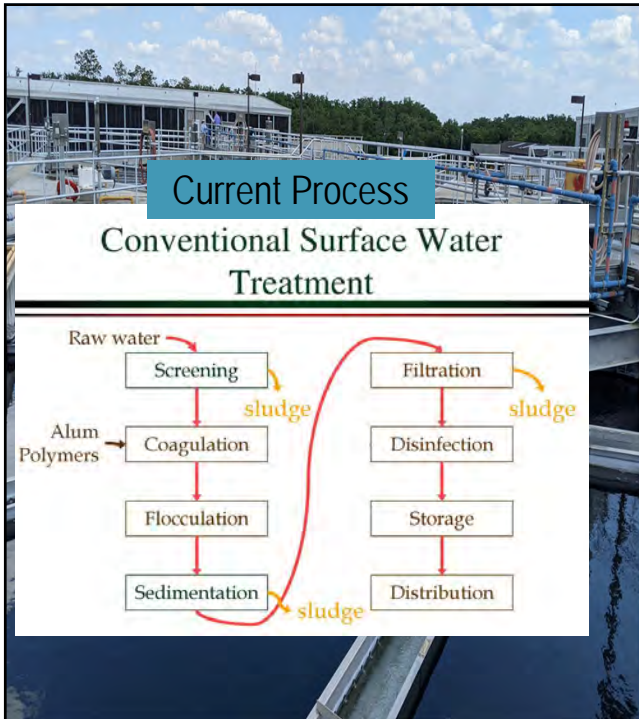 Current Process
Conventional Surface Water
Treatment
Raw water
Screening
sludge
Alum
Polymers
Coagulation
Flocculation
Sedimentation
sludge
Filtration
sludge
Disinfection
Storage
Distribution